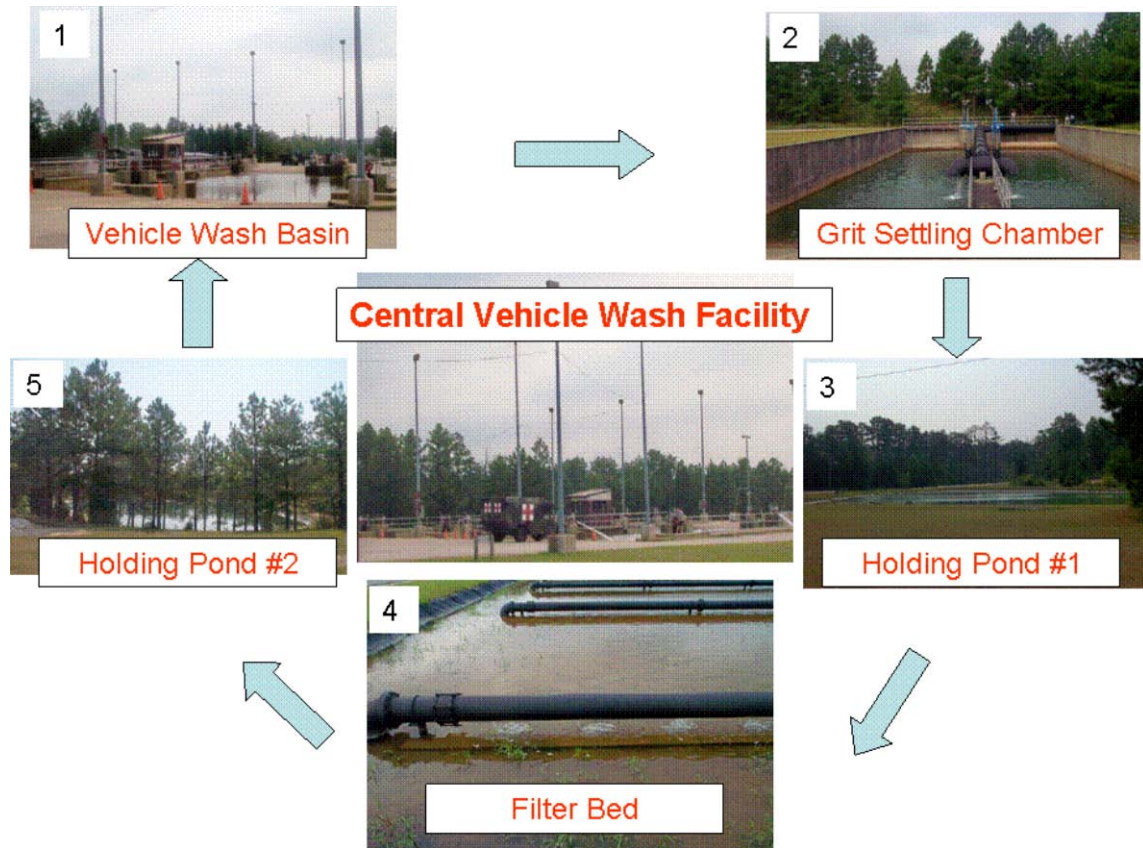 1
Vehicle Wash Basin
2
Grit Settling Chamber
Central Vehicle Wash Facility
5
Holding Pond #2
3
Holding Pond #1
4
Filter Bed